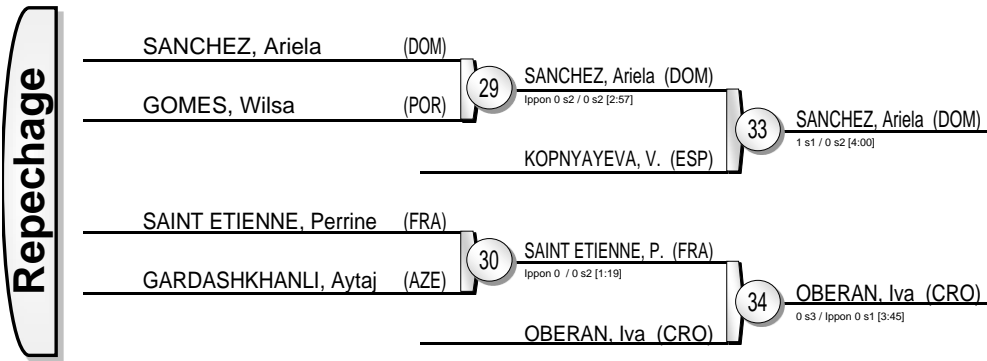 Repechage
SANCHEZ, Ariela (DOM)
GOMES, Wilsa (POR)
29
SANCHEZ, Ariela (DOM)
Ippon 0 s2 / 0 s2 [2:57]
KOPNYAYEVA, V. (ESP)
33
SANCHEZ, Ariela (DOM)
1 s1 / 0 s2 [4:00]
SAINT ETIENNE, Perrine (FRA)
GARDASHKHANLI, Aytaj (AZE)
30
SAINT ETIENNE, P. (FRA)
Ippon 0 / 0 s2 [1:19]
OBERAN, Iva (CRO)
34
OBERAN, Iva (CRO)
0 s3 / Ippon 0 s1 [3:45]